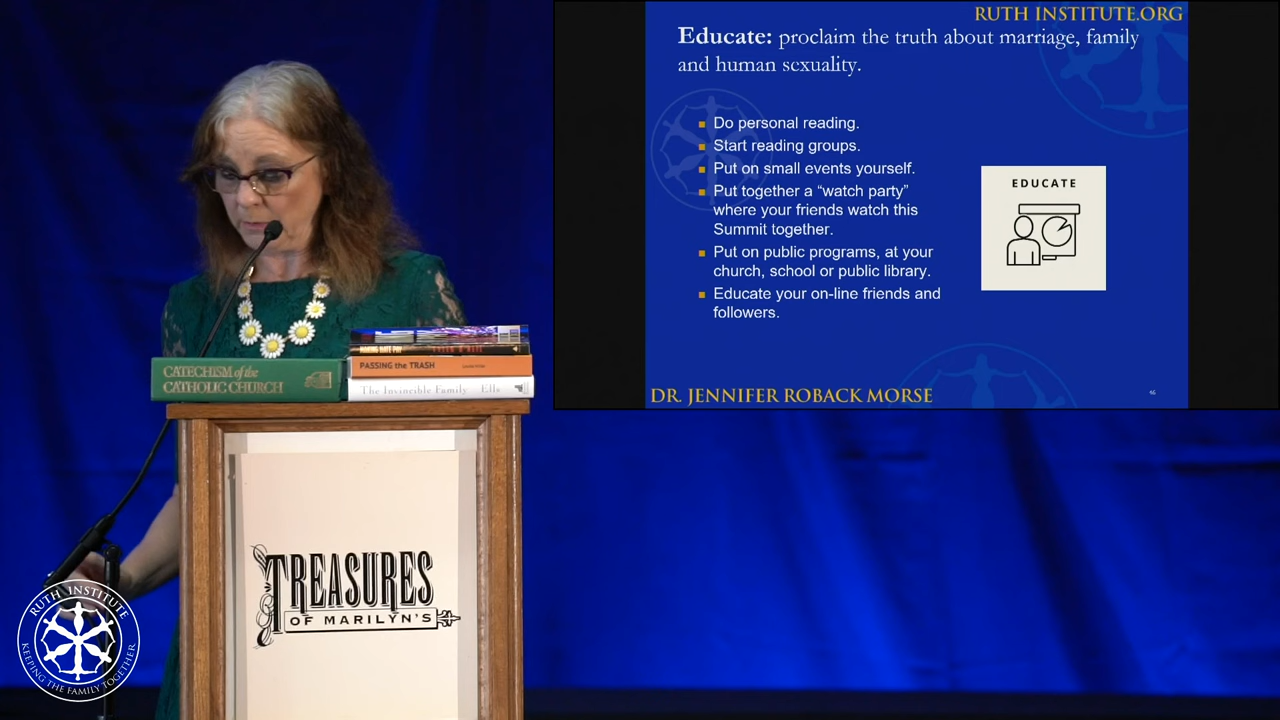 RUTH INSTITUTE.ORG
Educate: proclaim the truth about marriage, family
and human sexuality.
Do personal reading.
Start reading groups.
Put on small events yourself.
Put together a “watch party”
where your friends watch this
Summit together.
Put on public programs, at your
church, school or public library.
Educate your on-line friends and
followers.
EDUCATE
DR. JENNIFER ROBACK MORSE
46
CATECHISM of the
CATHOLIC CHURCH
PASSING the TRASH
The Invincible Family Ells
TREASURES
OF MARILYN'S
RUTH INSTITUTE
KEEPING THE FAMILY TOGETHER